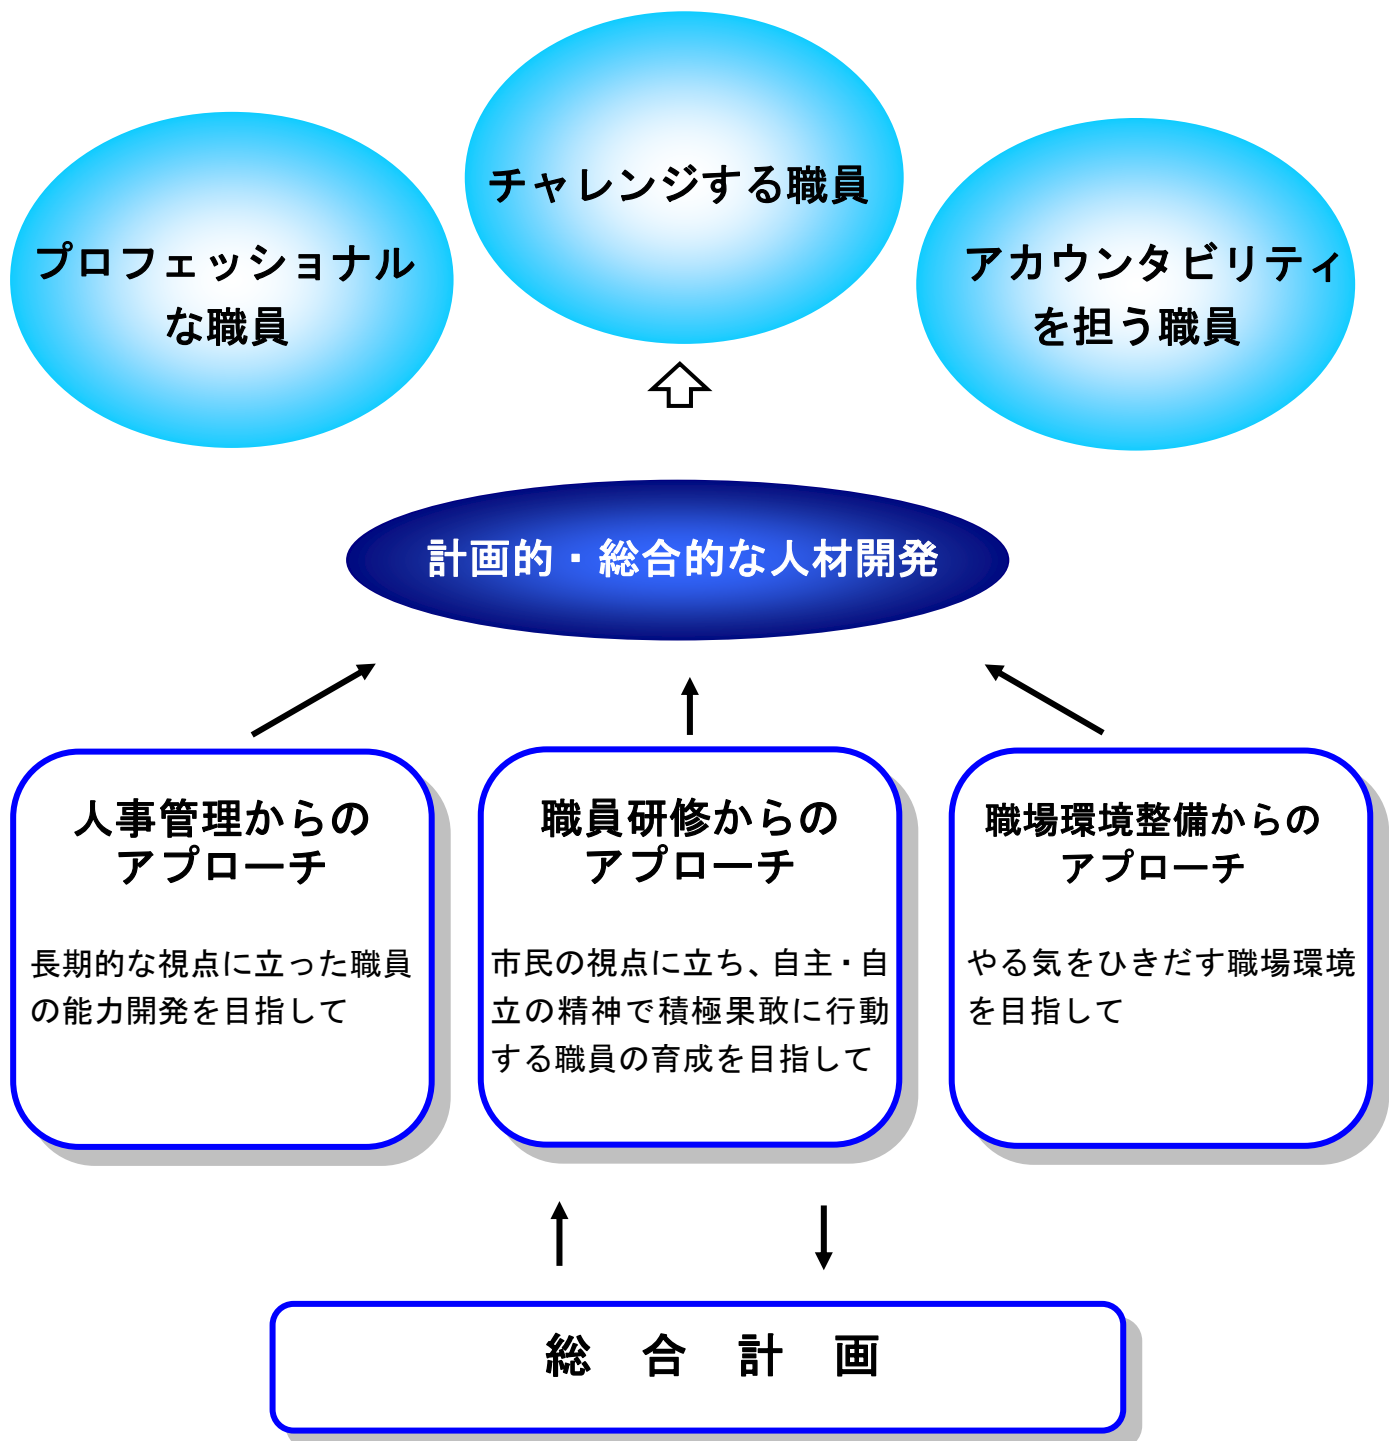 チャレンジする職員
プロフェッショナル
な職員
アカウンタビリティ
を担う職員
計画的・総合的な人材開発
人事管理からの
アプローチ
長期的な視点に立った職員
の能力開発を目指して
職員研修からの
アプローチ
市民の視点に立ち、自主・自
立の精神で積極果敢に行動
する職員の育成を目指して
職場環境整備からの
アプローチ
やる気をひきだす職場環境
を目指して
総　合　計　画